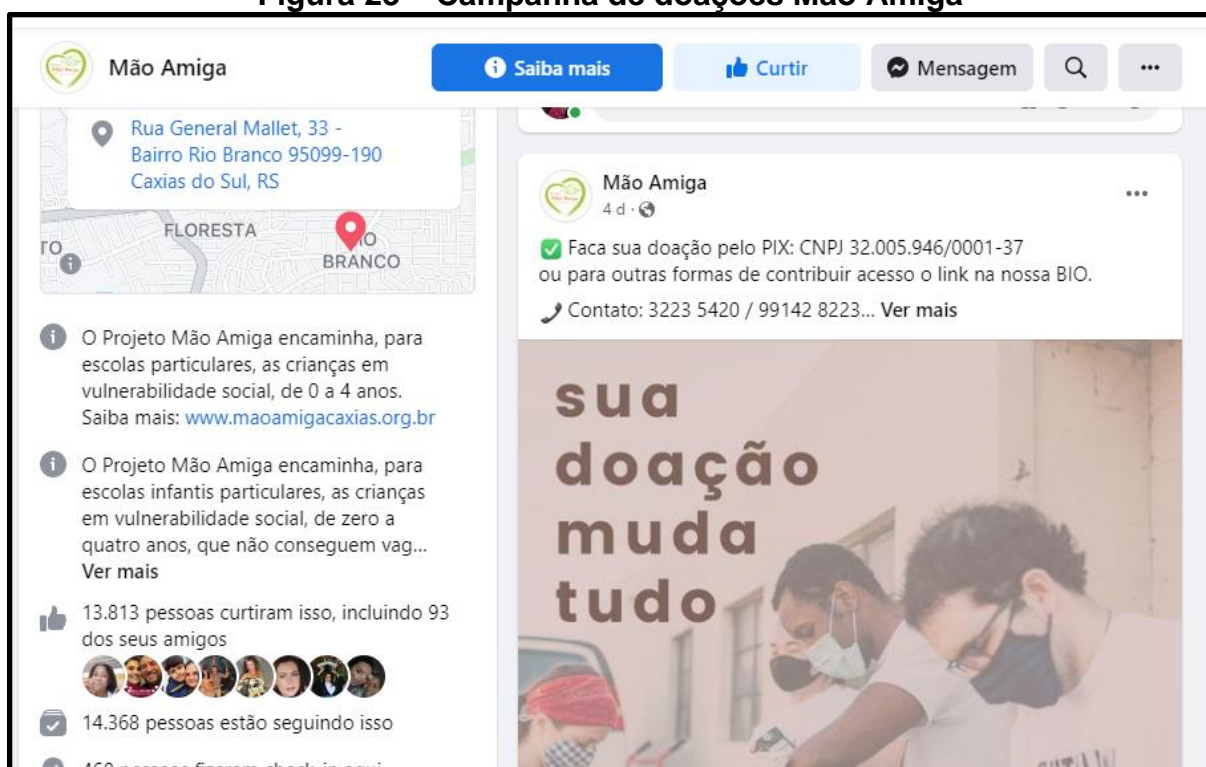 Mão Amiga
Saiba mais
Curtir
Mensagem
Rua General Mallet, 33 -
Bairro Rio Branco 95099-190
Caxias do Sul, RS
FLORESTA
BRANCO
O Projeto Mão Amiga encaminha, para
escolas particulares, as crianças em
vulnerabilidade social, de 0 a 4 anos.
Saiba mais: www.maoamigacaxias.org.br
O Projeto Mão Amiga encaminha, para
escolas infantis particulares, as crianças
em vulnerabilidade social, de zero a
quatro anos, que não conseguem vag...
Ver mais
13.813 pessoas curtiram isso, incluindo 93
dos seus amigos
14.368 pessoas estão seguindo isso
Mão Amiga
4 d ·
Faca sua doação pelo PIX: CNPJ 32.005.946/0001-37
ou para outras formas de contribuir acesso o link na nossa BIO.
Contato: 3223 5420 / 99142 8223... Ver mais
sua
doação
muda
tudo